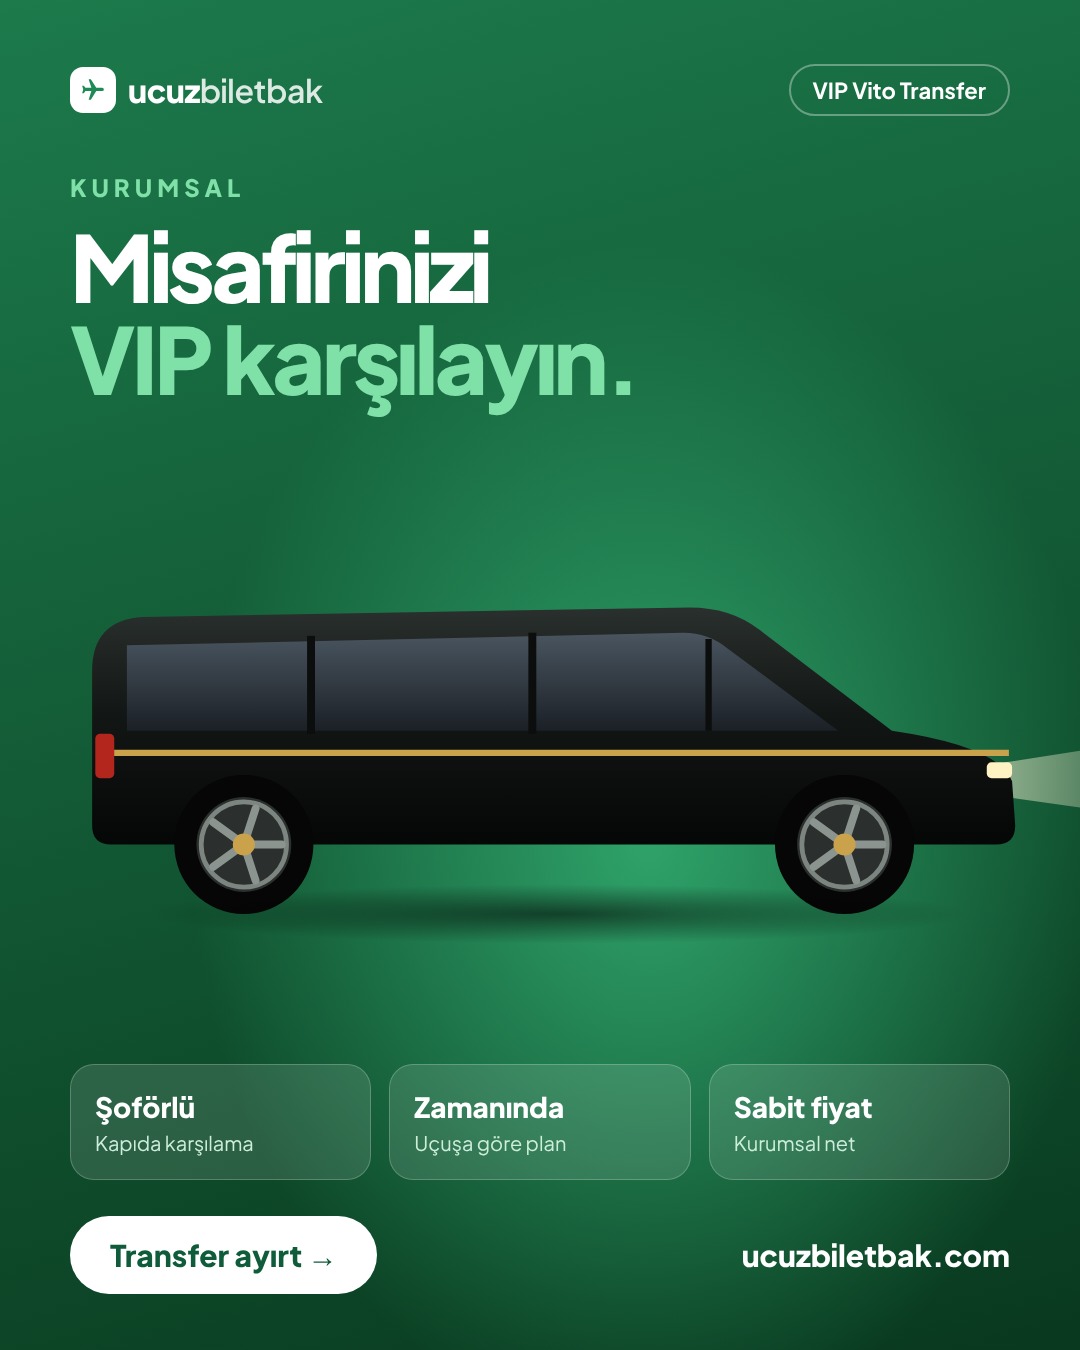 ucuzbiletbak
VIP Vito Transfer
KURUMSAL
Misafirinizi
VIP karşılayın.
Şoförlü
Kapıda karşılama
Zamanında
Uçuşa göre plan
Sabit fiyat
Kurumsal net
Transfer ayırt →
ucuzbiletbak.com